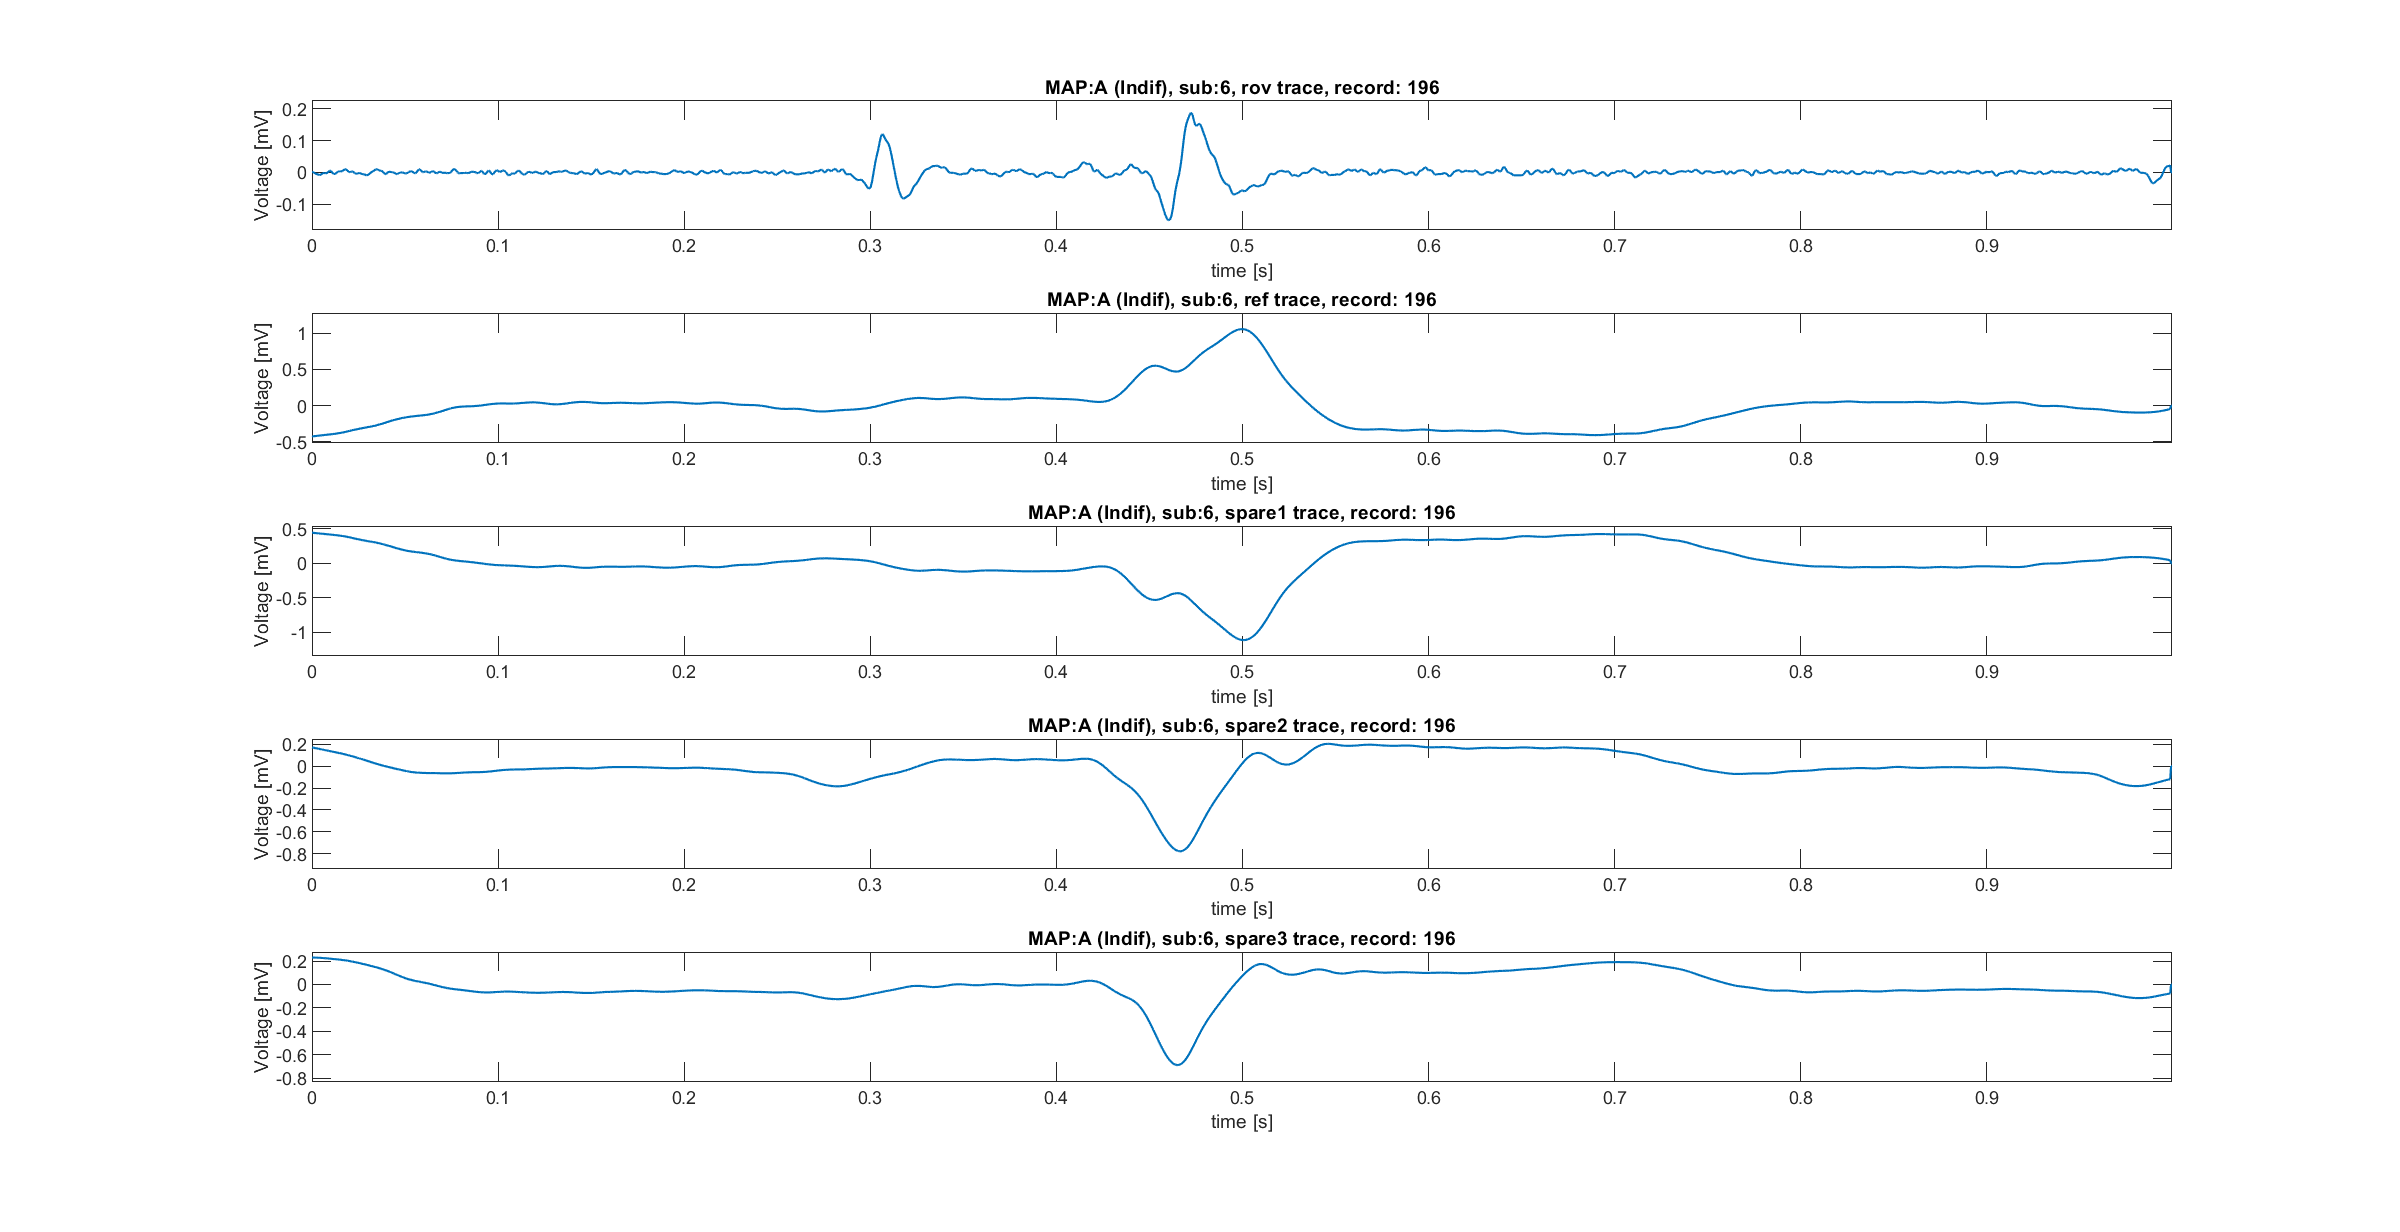 MAP:A (Indif), sub:6, rov trace, record: 196
Voltage [mV]
0.2
0.1
0
-0.1
0 0.1 0.2 0.3 0.4 0.5 0.6 0.7 0.8 0.9
time [s]
MAP:A (Indif), sub:6, ref trace, record: 196
Voltage [mV]
1
0.5
0
-0.5
0 0.1 0.2 0.3 0.4 0.5 0.6 0.7 0.8 0.9
time [s]
MAP:A (Indif), sub:6, spare1 trace, record: 196
Voltage [mV]
0.5
0
-0.5
-1
0 0.1 0.2 0.3 0.4 0.5 0.6 0.7 0.8 0.9
time [s]
MAP:A (Indif), sub:6, spare2 trace, record: 196
Voltage [mV]
0.2
0
-0.2
-0.4
-0.6
-0.8
0 0.1 0.2 0.3 0.4 0.5 0.6 0.7 0.8 0.9
time [s]
MAP:A (Indif), sub:6, spare3 trace, record: 196
Voltage [mV]
0.2
0
-0.2
-0.4
-0.6
-0.8
0 0.1 0.2 0.3 0.4 0.5 0.6 0.7 0.8 0.9
time [s]